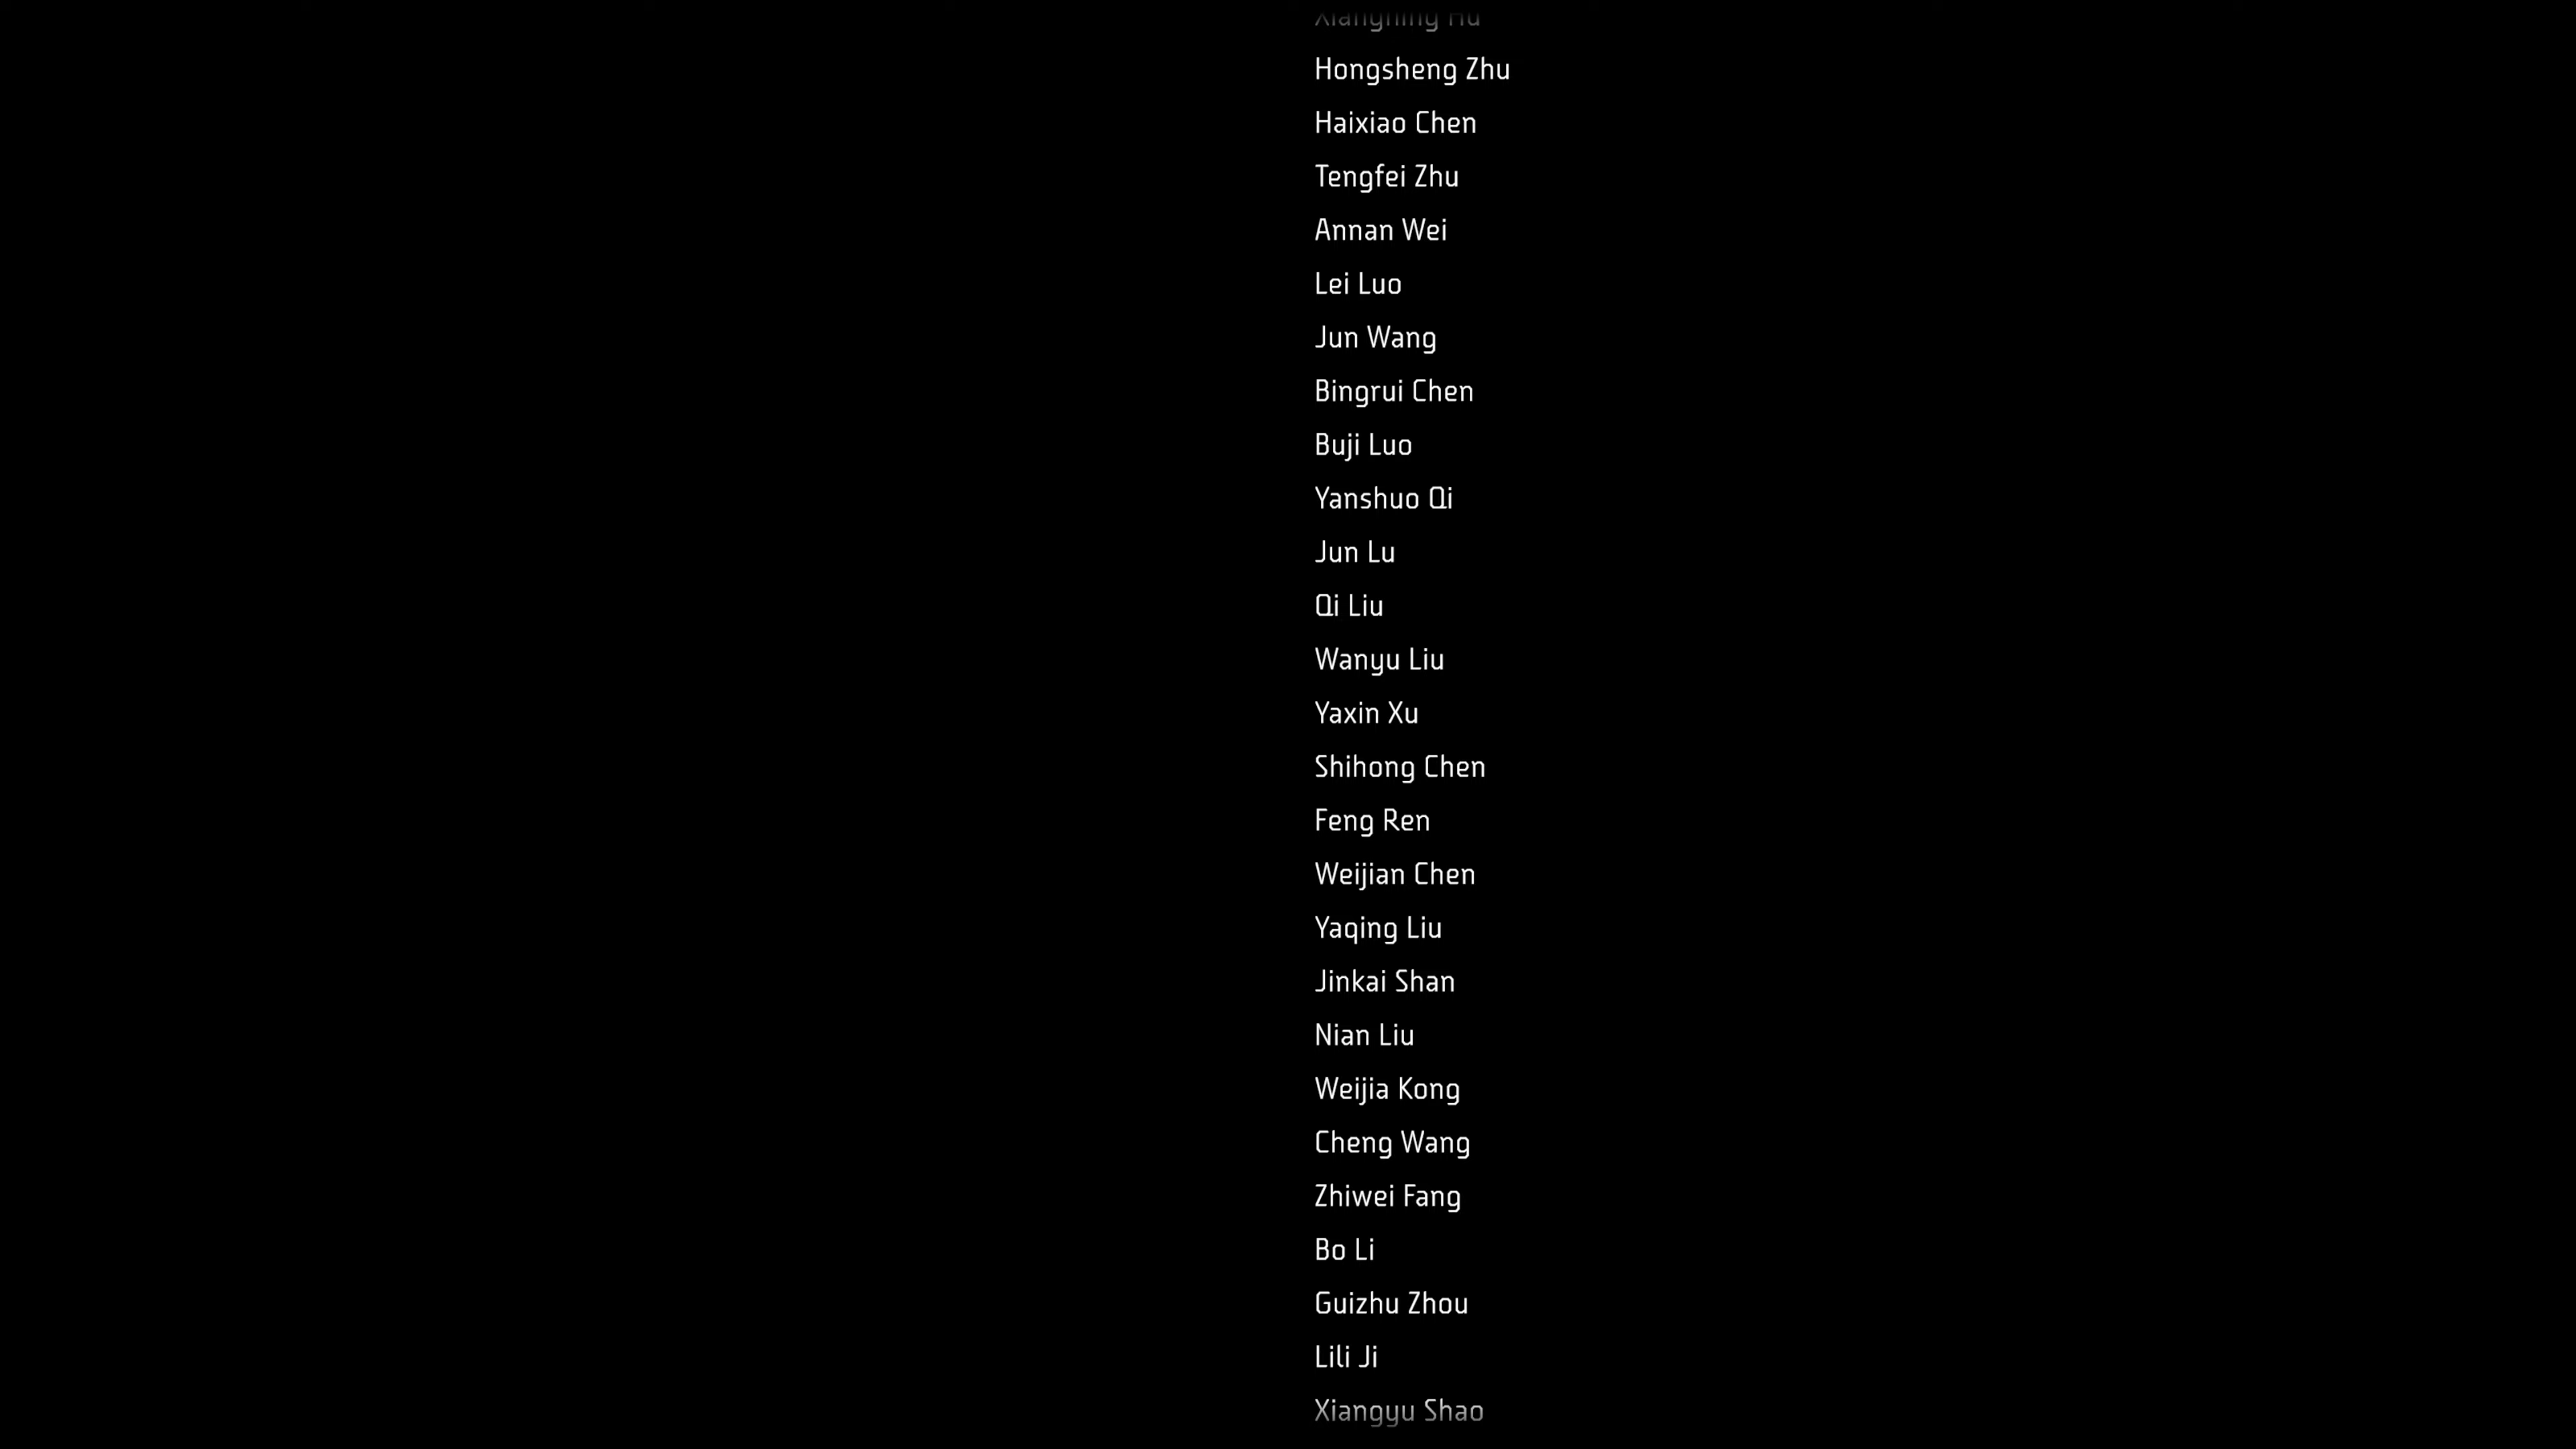 Xiangning Hu
Hongsheng Zhu
Haixiao Chen
Tengfei Zhu
Annan Wei
Lei Luo
Jun Wang
Bingrui Chen
Buji Luo
Yanshuo Qi
Jun Lu
Qi Liu
Wanyu Liu
Yaxin Xu
Shihong Chen
Feng Ren
Weijian Chen
Yaqing Liu
Jinkai Shan
Nian Liu
Weijia Kong
Cheng Wang
Zhiwei Fang
Bo Li
Guizhu Zhou
Lili Ji
Xiangyu Shao